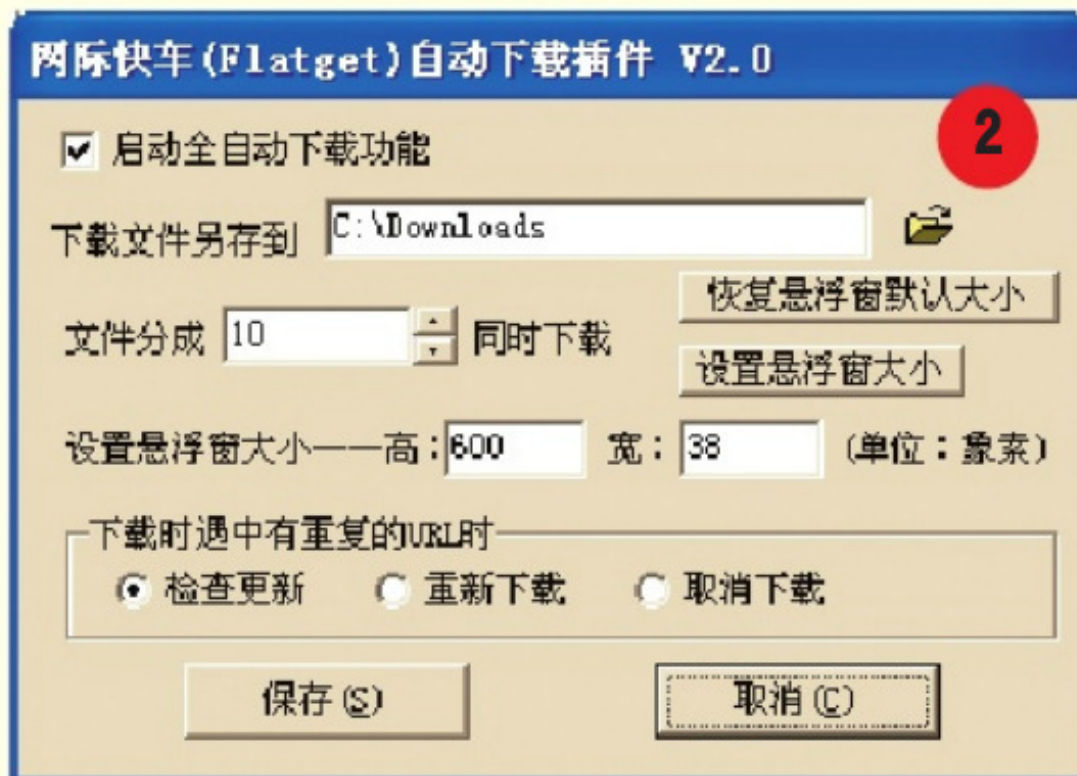 网际快车(Flatget)自动下载插件 V2.0
2
启动全自动下载功能
下载文件另存到 C:\Downloads
恢复悬浮窗默认大小
文件分成 10 同时下载
设置悬浮窗大小
设置悬浮窗大小——高:600 宽:38 (单位:象素)
下载时遇中有重复的URL时
检查更新 重新下载 取消下载
保存(S) 取消(C)